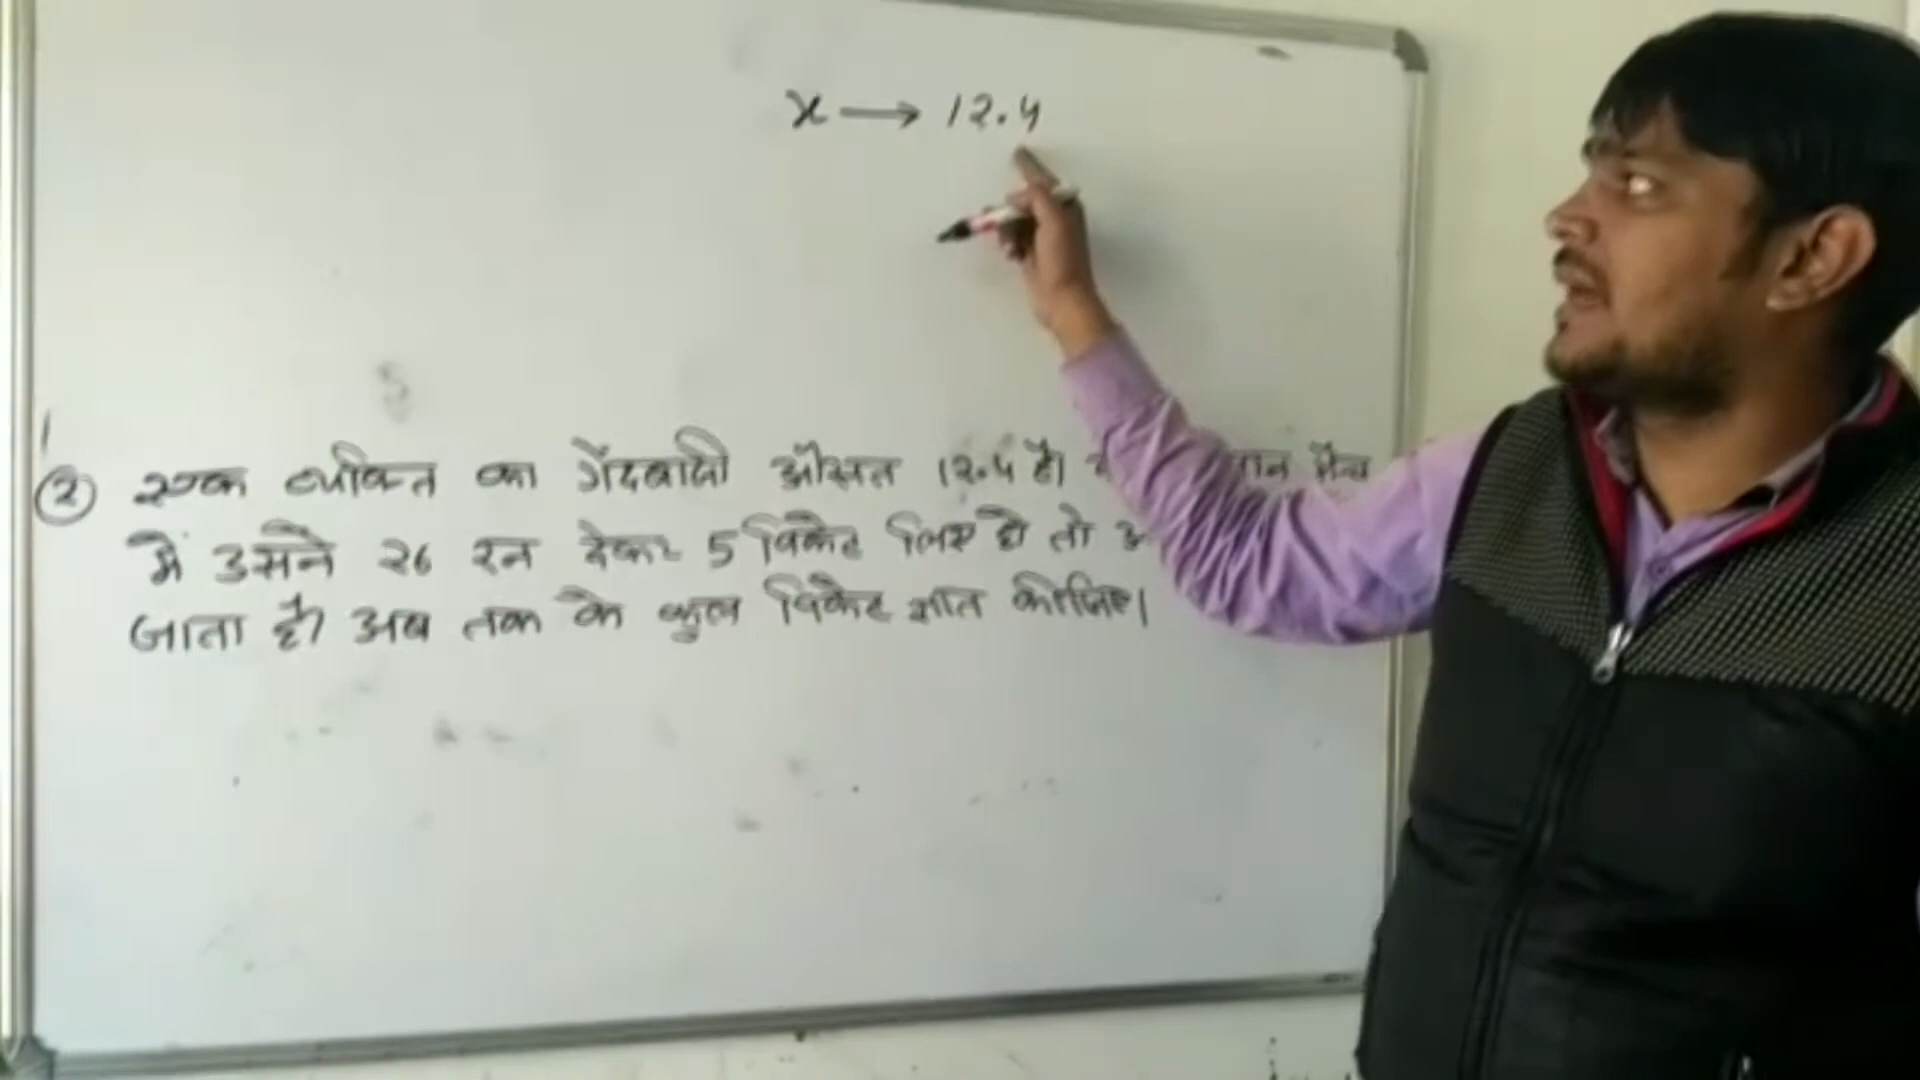 x → 12.4
② एक व्यक्ति का गेंदबाजी औसत 12.4 है। मैच
में उसने 26 रन देकर 5 विकेट लिए हो तो
जाता है। अब तक के कुल विकेट ज्ञात कीजिए।